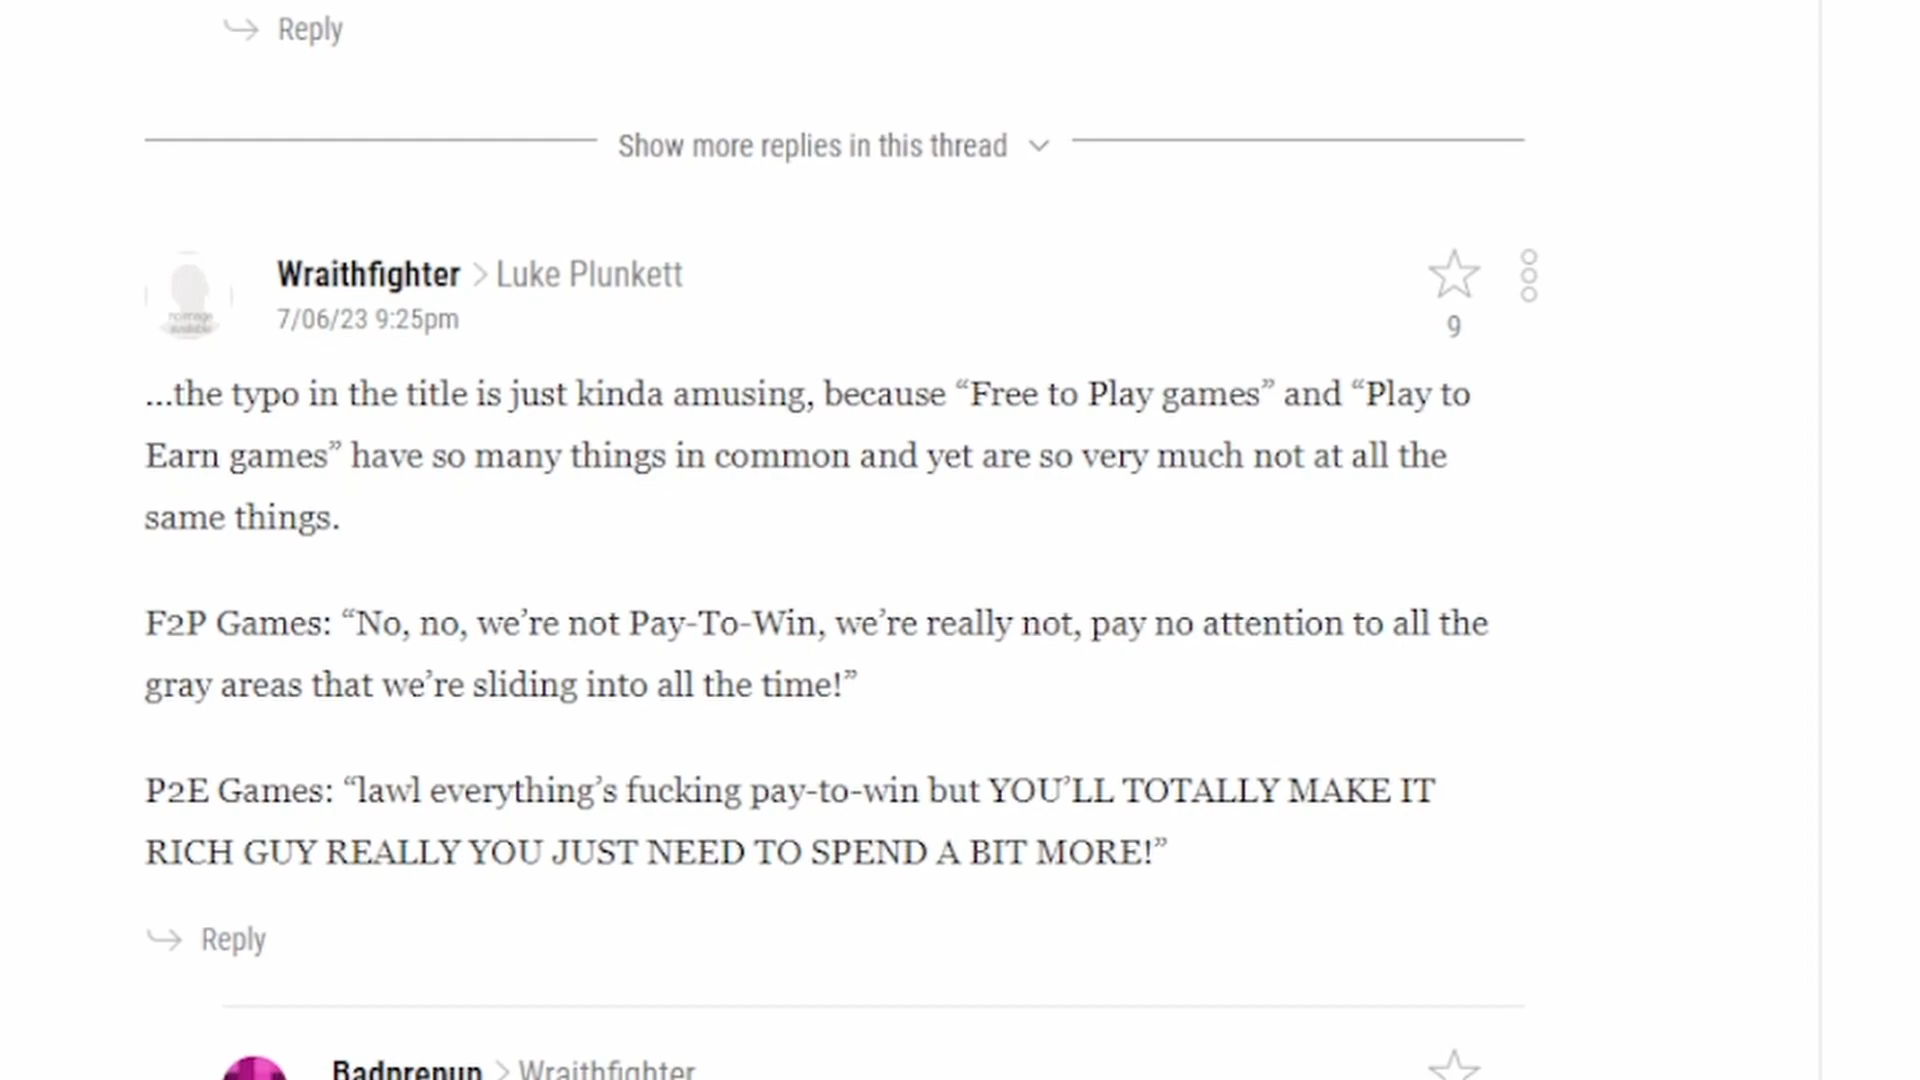 Reply
Show more replies in this thread
Wraithfighter > Luke Plunkett
7/06/23 9:25pm
9
...the typo in the title is just kinda amusing, because “Free to Play games” and “Play to
Earn games” have so many things in common and yet are so very much not at all the
same things.
F2P Games: “No, no, we’re not Pay-To-Win, we’re really not, pay no attention to all the
gray areas that we’re sliding into all the time!”
P2E Games: “lawl everything’s fucking pay-to-win but YOU’LL TOTALLY MAKE IT
RICH GUY REALLY YOU JUST NEED TO SPEND A BIT MORE!”
Reply
Badprenup > Wraithfighter